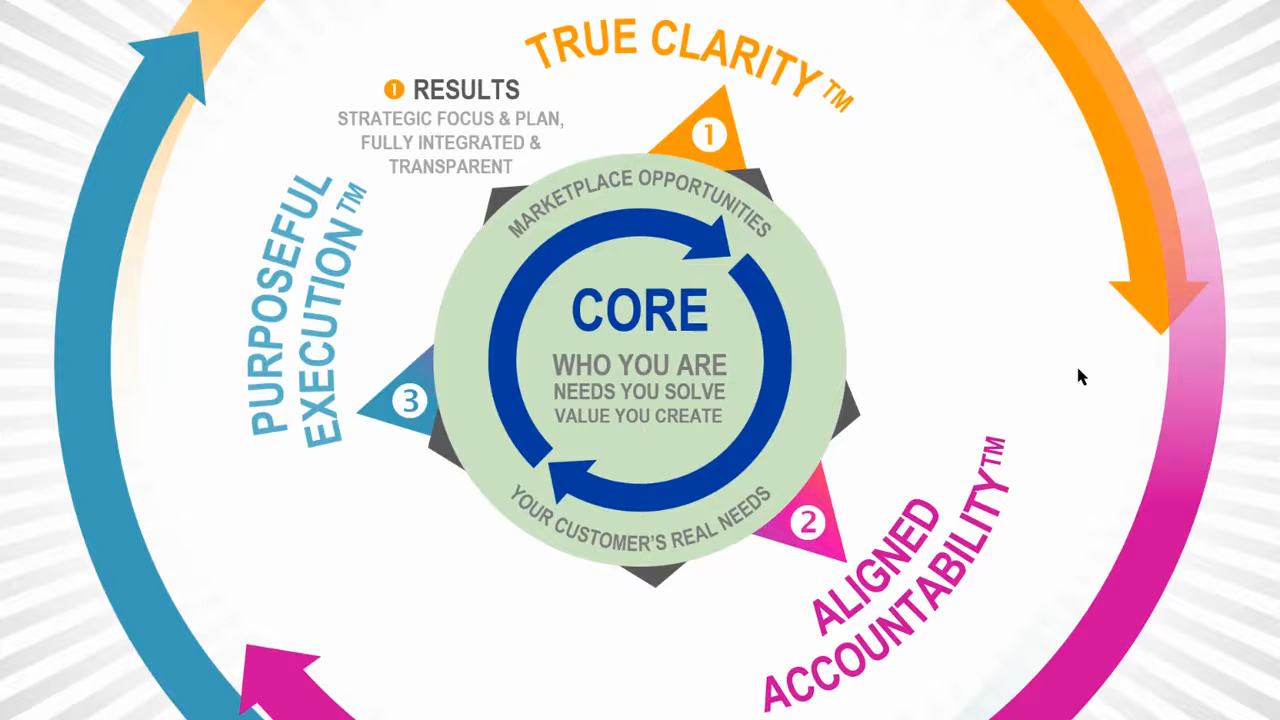 TRUE CLARITY™
1 RESULTS
STRATEGIC FOCUS & PLAN,
FULLY INTEGRATED &
TRANSPARENT
1
MARKETPLACE OPPORTUNITIES
PURPOSEFUL
EXECUTION™
CORE
WHO YOU ARE
NEEDS YOU SOLVE
VALUE YOU CREATE
3
YOUR CUSTOMER'S REAL NEEDS
2
ALIGNED
ACCOUNTABILITY™